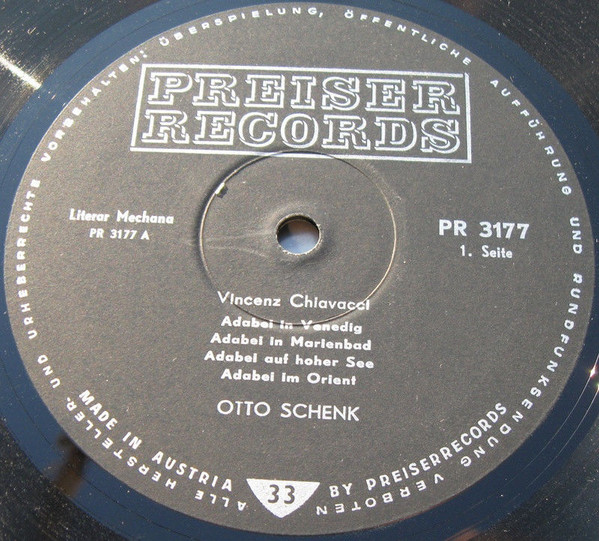 ALLE HERSTELLER- UND URHEBERRECHTE VORBEHALTEN; ÜBERSPIELUNG, ÖFFENTLICHE AUFFÜHRUNG UND RUNDFUNKSENDUNG VERBOTEN
PREISER
RECORDS
Literar Mechana
PR 3177 A
PR 3177
1. Seite
Vincenz Chiavacci
Adabei in Venedig
Adabei in Marienbad
Adabei auf hoher See
Adabei im Orient
OTTO SCHENK
MADE IN AUSTRIA
33
BY PREISERRECORDS